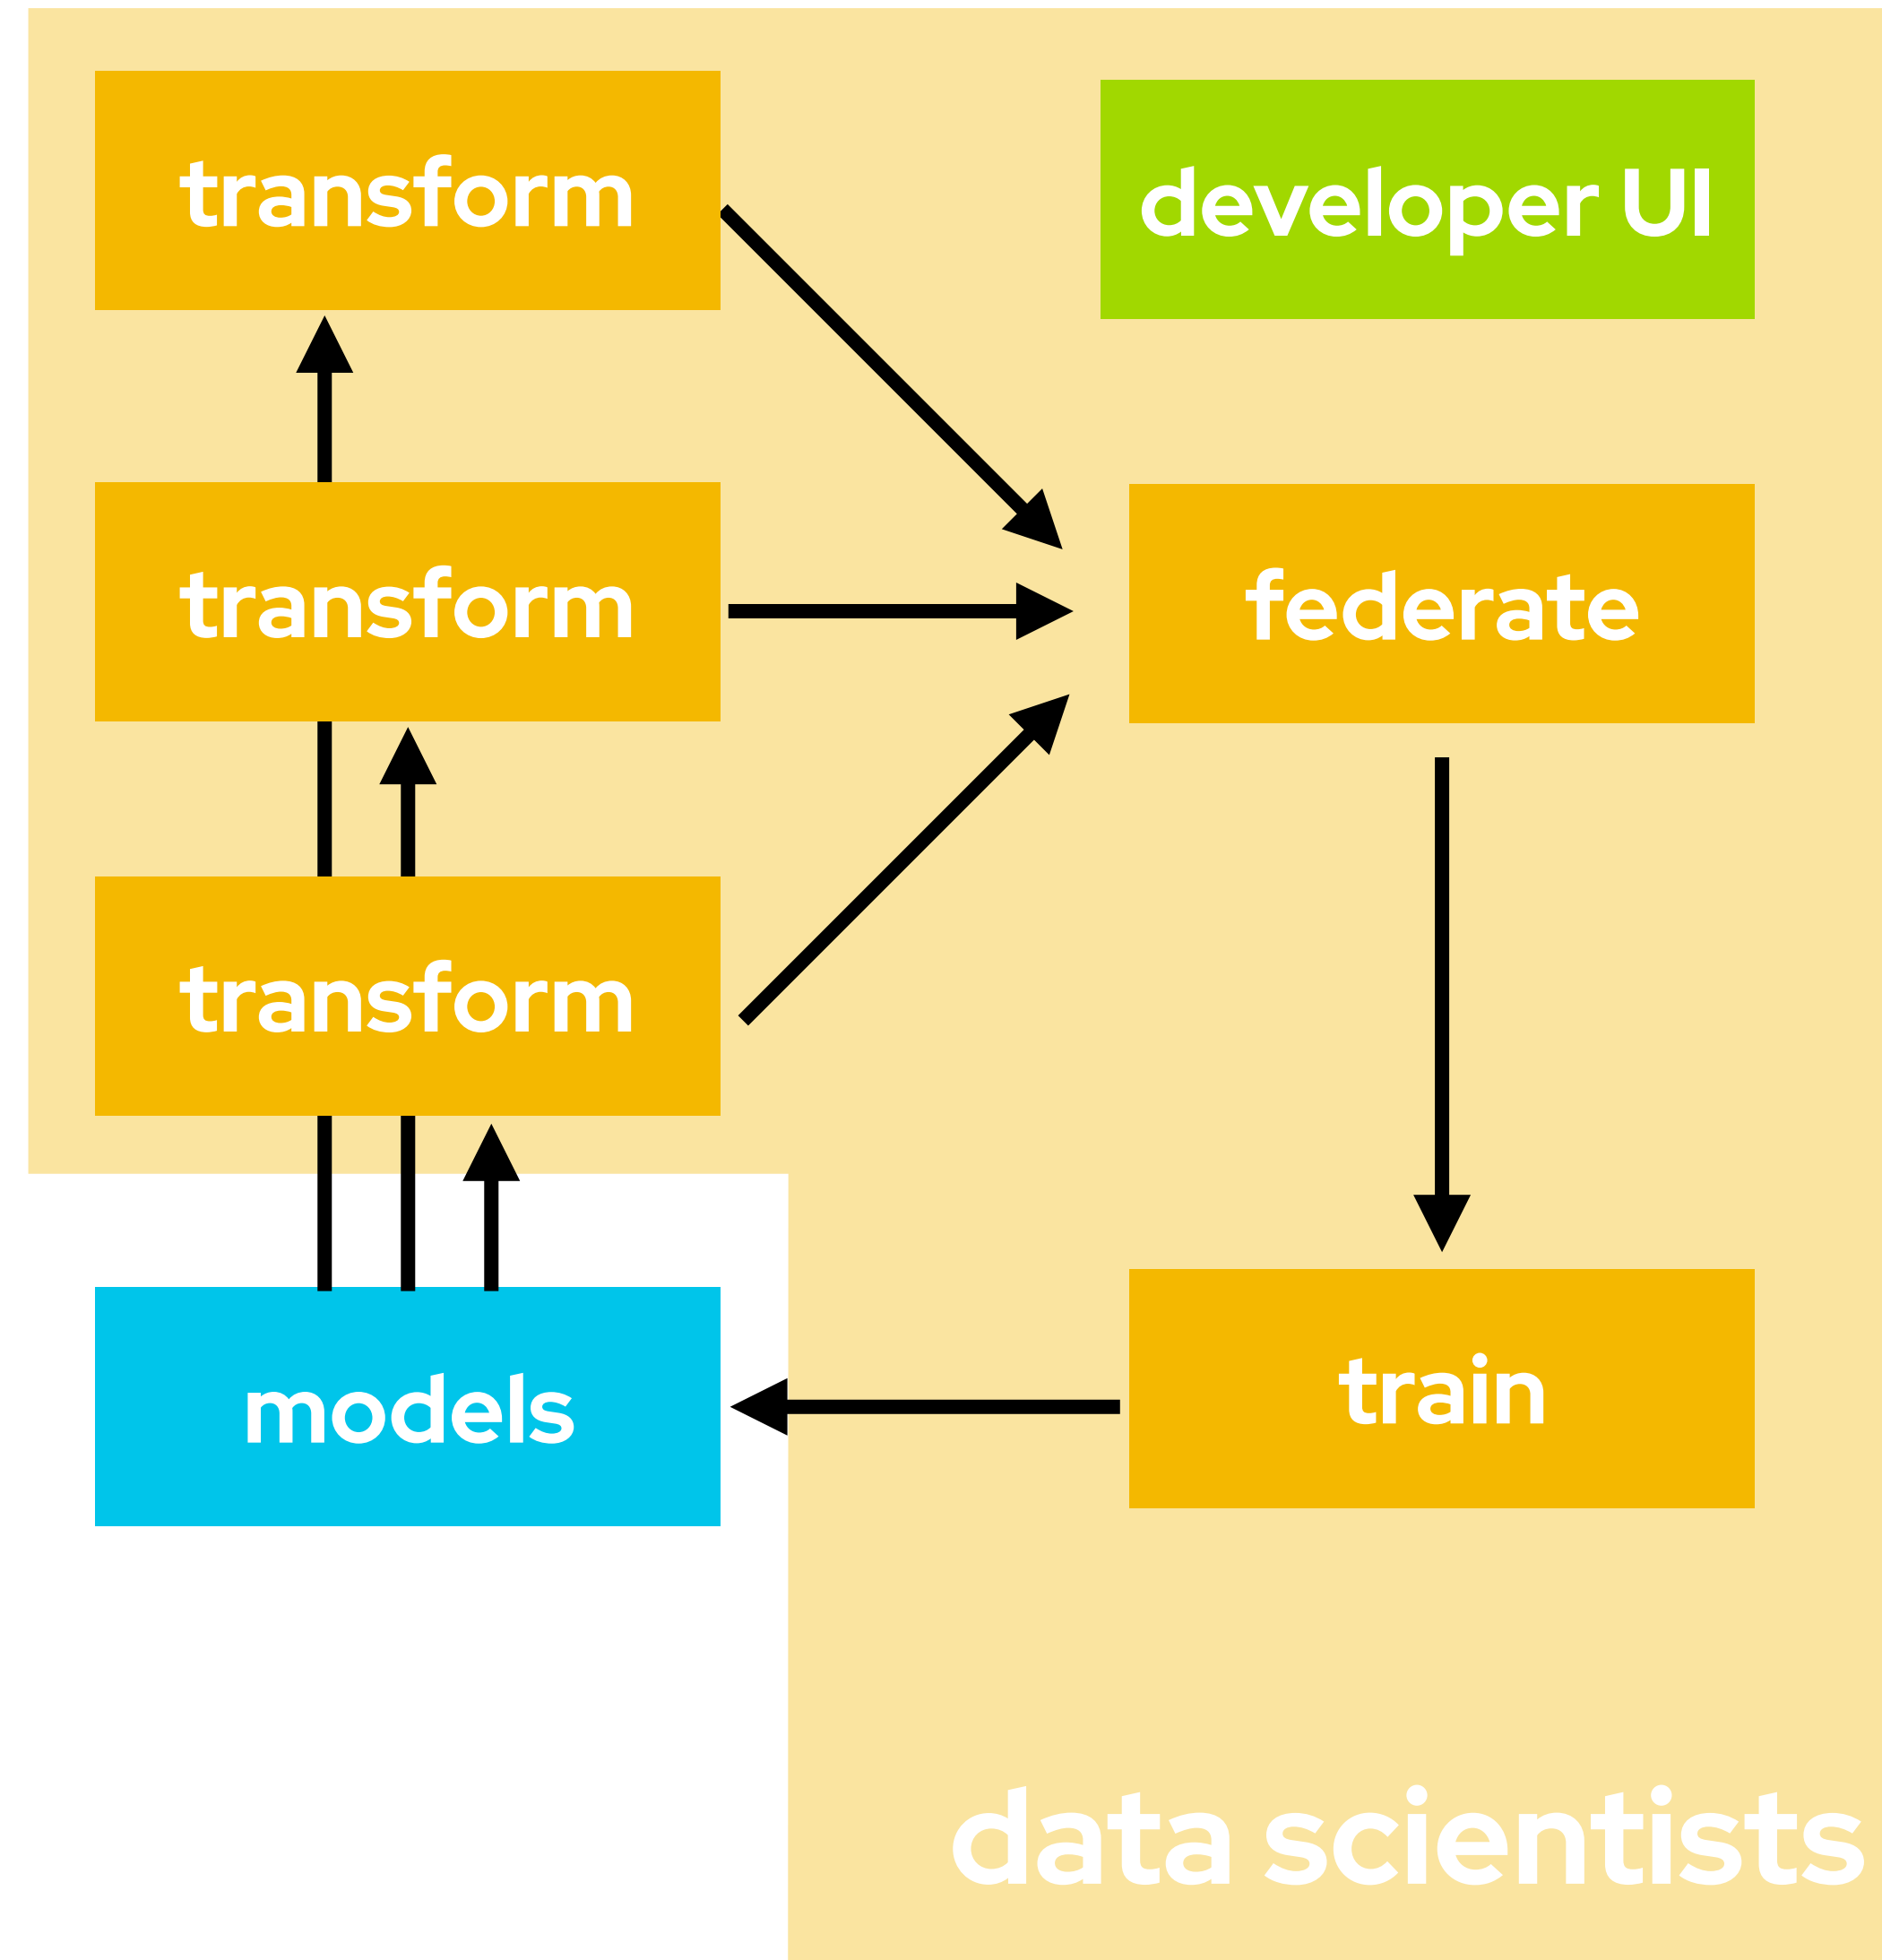 transform
developer UI
transform
federate
transform
models
train
data scientists